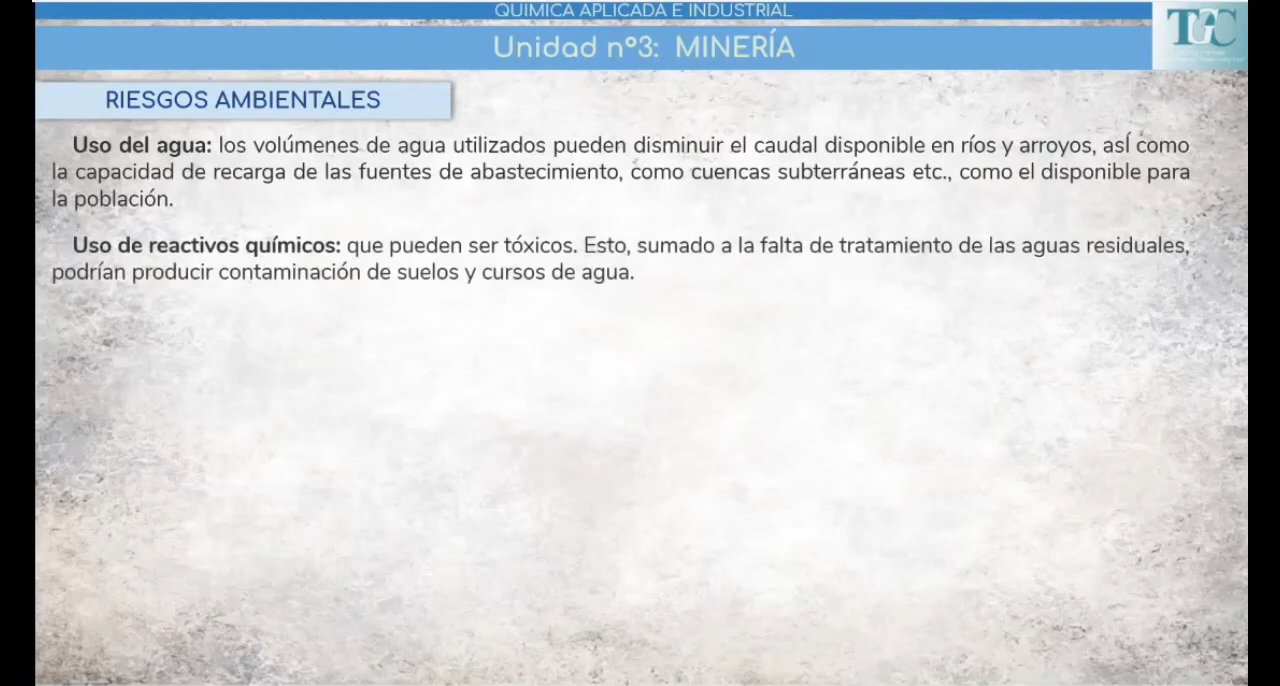 QUIMICA APLICADA E INDUSTRIAL
Unidad nº3: MINERÍA
TGC
RIESGOS AMBIENTALES
Uso del agua: los volúmenes de agua utilizados pueden disminuir el caudal disponible en ríos y arroyos, asÍ como
la capacidad de recarga de las fuentes de abastecimiento, como cuencas subterráneas etc., como el disponible para
la población.
Uso de reactivos químicos: que pueden ser tóxicos. Esto, sumado a la falta de tratamiento de las aguas residuales,
podrían producir contaminación de suelos y cursos de agua.